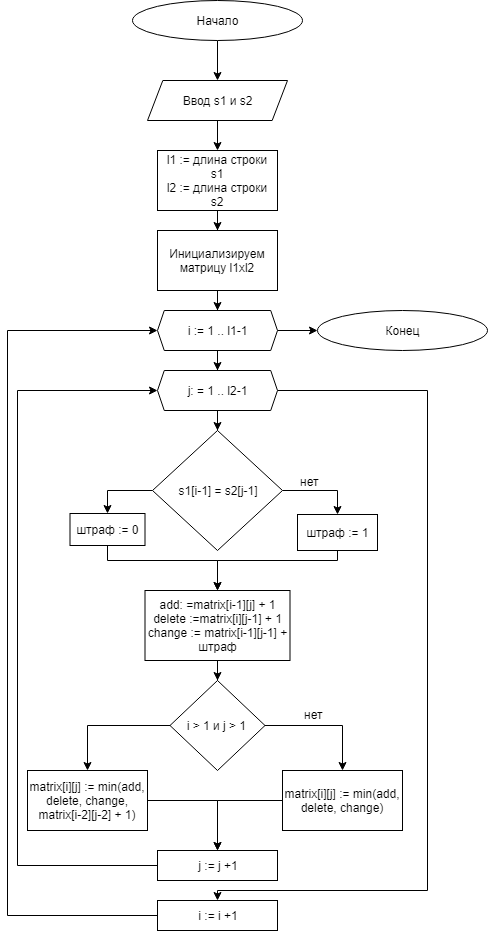 Начало
Ввод s1 и s2
l1 := длина строки
s1
l2 := длина строки
s2
Инициализируем
матрицу l1xl2
i := 1 .. l1-1
Конец
j: = 1 .. l2-1
s1[i-1] = s2[j-1]
нет
штраф := 0
штраф := 1
add: =matrix[i-1][j] + 1
delete :=matrix[i][j-1] + 1
change := matrix[i-1][j-1] +
штраф
i > 1 и j > 1
нет
matrix[i][j] := min(add,
delete, change,
matrix[i-2][j-2] + 1)
matrix[i][j] := min(add,
delete, change)
j := j +1
i := i +1